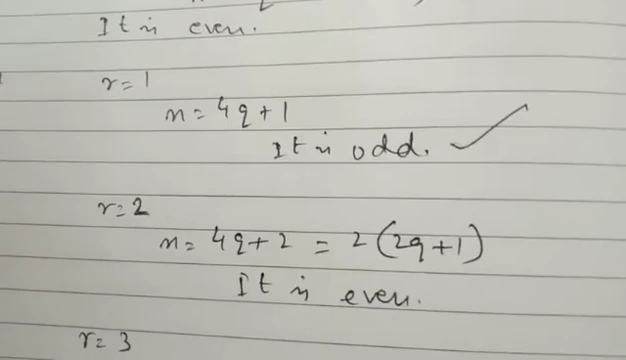 It is even.
r=1
n=4q+1
It is odd. ✓
r=2
n=4q+2 = 2(2q+1)
It is even.
r=3